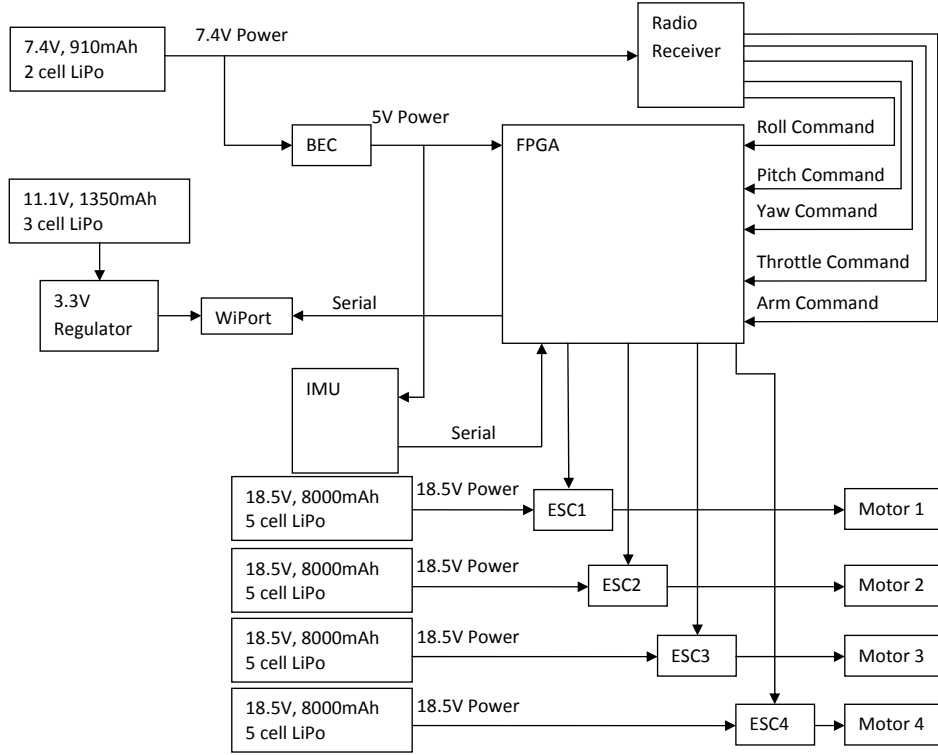 7.4V, 910mAh
2 cell LiPo
7.4V Power
Radio
Receiver
5V Power
BEC
FPGA
Roll Command
Pitch Command
Yaw Command
Throttle Command
Arm Command
11.1V, 1350mAh
3 cell LiPo
3.3V
Regulator
WiPort
Serial
IMU
Serial
18.5V, 8000mAh
5 cell LiPo
18.5V Power
ESC1
Motor 1
18.5V, 8000mAh
5 cell LiPo
18.5V Power
ESC2
Motor 2
18.5V, 8000mAh
5 cell LiPo
18.5V Power
ESC3
Motor 3
18.5V, 8000mAh
5 cell LiPo
18.5V Power
ESC4
Motor 4